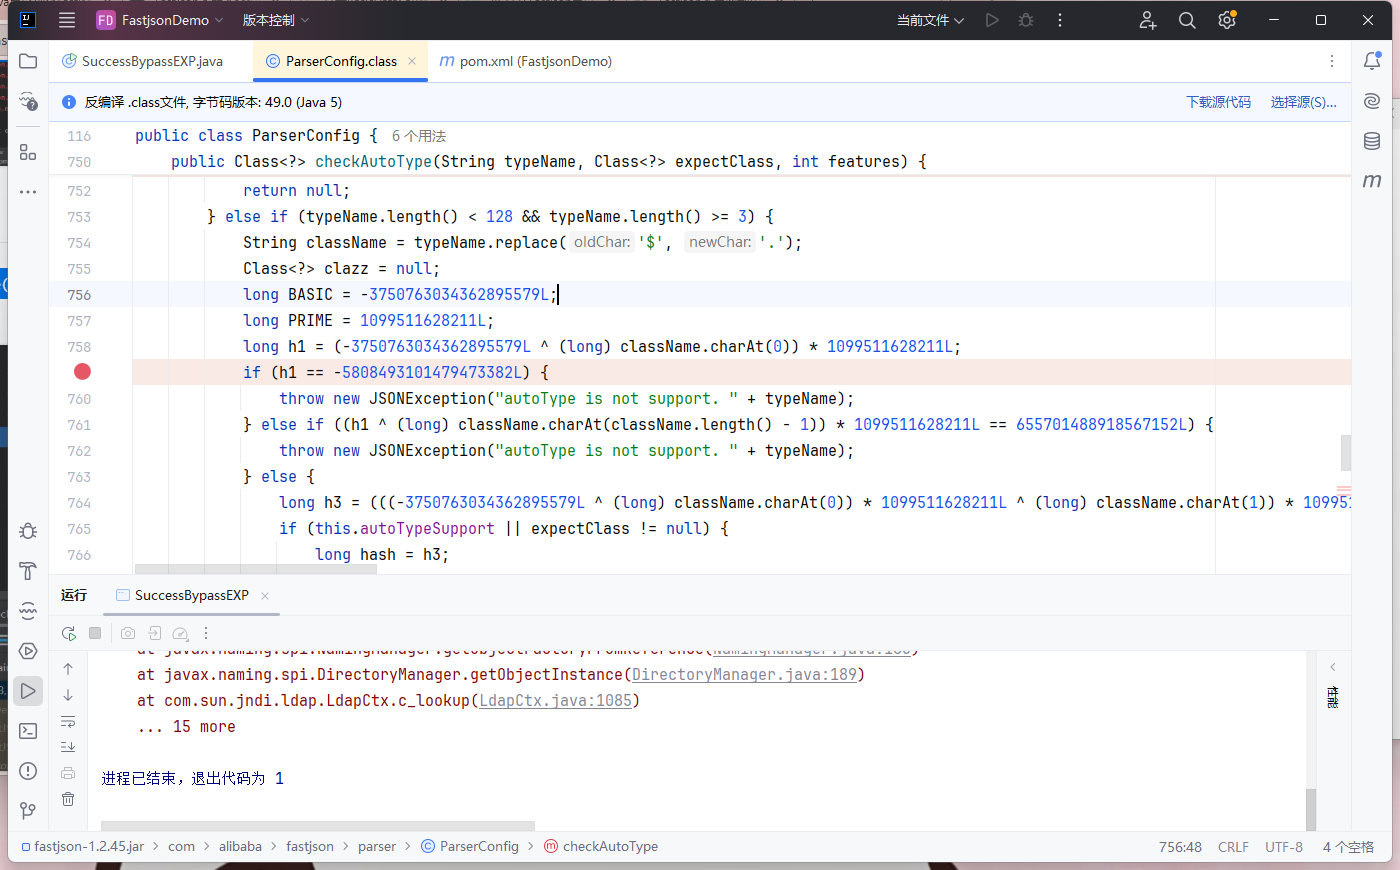 FD FastjsonDemo 版本控制 当前文件
SuccessBypassEXP.java ParserConfig.class pom.xml (FastjsonDemo)
反编译 .class文件, 字节码版本: 49.0 (Java 5) 下载源代码 选择源(S)...
116 public class ParserConfig { 6 个用法
750 public Class<?> checkAutoType(String typeName, Class<?> expectClass, int features) {
752 return null;
753 } else if (typeName.length() < 128 && typeName.length() >= 3) {
754 String className = typeName.replace( oldChar: '$', newChar: '.');
755 Class<?> clazz = null;
756 long BASIC = -3750763034362895579L;
757 long PRIME = 1099511628211L;
758 long h1 = (-3750763034362895579L ^ (long) className.charAt(0)) * 1099511628211L;
if (h1 == -5808493101479473382L) {
760 throw new JSONException("autoType is not support. " + typeName);
761 } else if ((h1 ^ (long) className.charAt(className.length() - 1)) * 1099511628211L == 655701488918567152L) {
762 throw new JSONException("autoType is not support. " + typeName);
763 } else {
764 long h3 = (((-3750763034362895579L ^ (long) className.charAt(0)) * 1099511628211L ^ (long) className.charAt(1)) * 10995
765 if (this.autoTypeSupport || expectClass != null) {
766 long hash = h3;
运行 SuccessBypassEXP
at javax.naming.spi.DirectoryManager.getObjectInstance(DirectoryManager.java:189)
at com.sun.jndi.ldap.LdapCtx.c_lookup(LdapCtx.java:1085)
... 15 more
进程已结束，退出代码为 1
fastjson-1.2.45.jar com alibaba fastjson parser ParserConfig checkAutoType 756:48 CRLF UTF-8 4 个空格